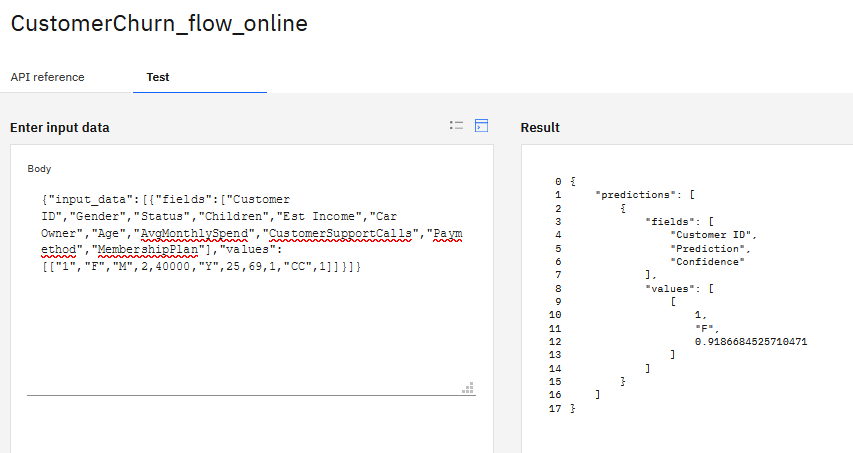 CustomerChurn_flow_online
API reference Test
Enter input data
Body
{"input_data":[{"fields":["Customer
ID","Gender","Status","Children","Est Income","Car
Owner","Age","AvgMonthlySpend","CustomerSupportCalls","Paym
ethod","MembershipPlan"],"values":
[["1","F","M",2,40000,"Y",25,69,1,"CC",1]]}]}
Result
0 {
1 "predictions": [
2 {
3 "fields": [
4 "Customer ID",
5 "Prediction",
6 "Confidence"
7 ],
8 "values": [
9 [
10 1,
11 "F",
12 0.9186684525710471
13 ]
14 ]
15 }
16 ]
17 }